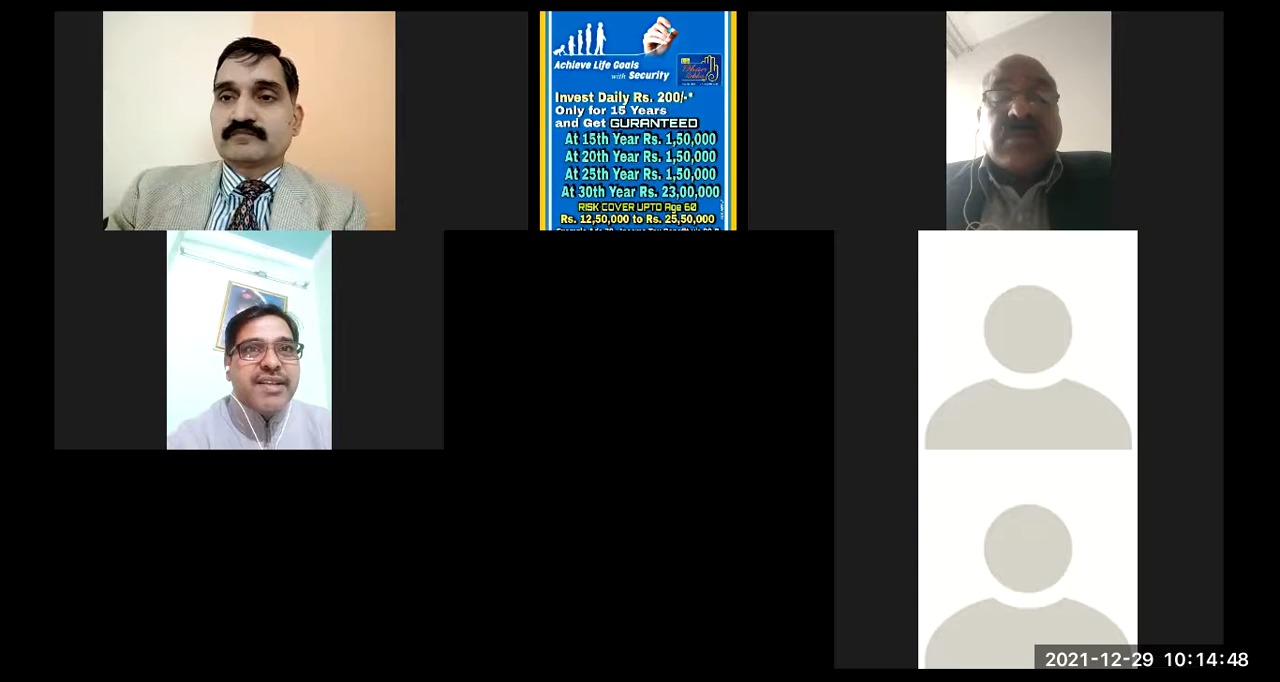 Achieve Life Goals
with Security
Invest Daily Rs. 200/-*
Only for 15 Years
and Get GURANTEED
At 15th Year Rs. 1,50,000
At 20th Year Rs. 1,50,000
At 25th Year Rs. 1,50,000
At 30th Year Rs. 23,00,000
RISK COVER UPTO Age 60
Rs. 12,50,000 to Rs. 25,50,000
2021-12-29 10:14:48